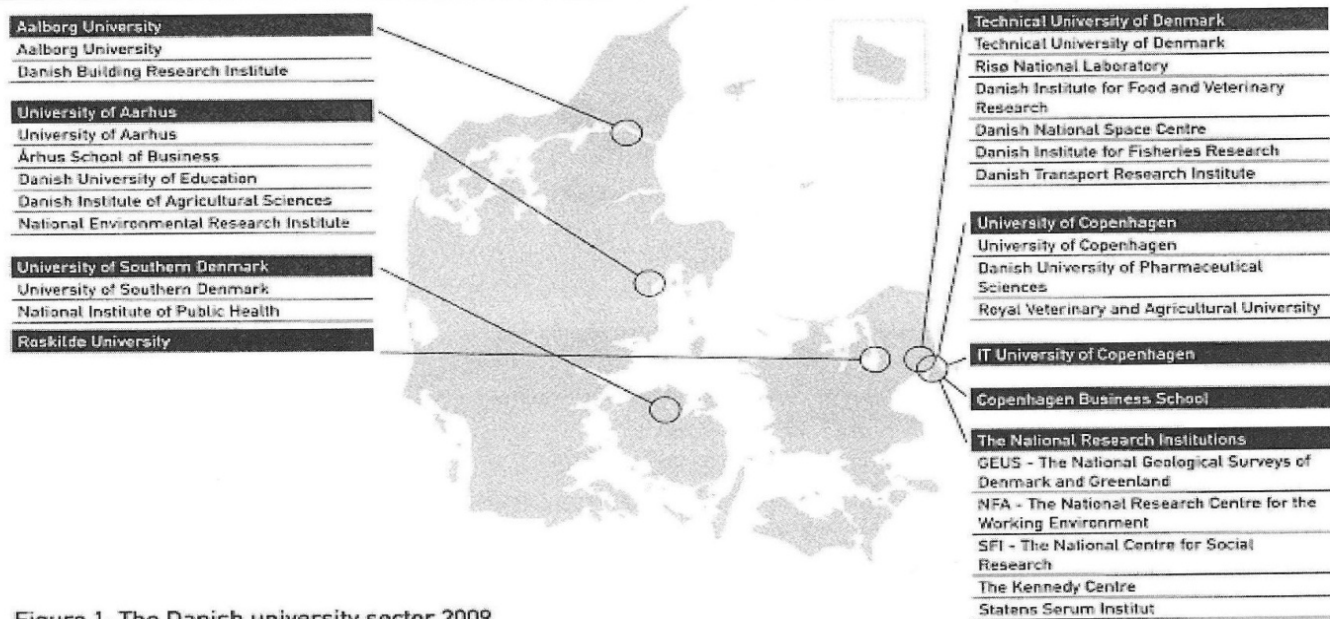 Aalborg University
Aalborg University
Danish Building Research Institute
University of Aarhus
University of Aarhus
Århus School of Business
Danish University of Education
Danish Institute of Agricultural Sciences
National Environmental Research Institute
University of Southern Denmark
University of Southern Denmark
National Institute of Public Health
Roskilde University
Technical University of Denmark
Technical University of Denmark
Risø National Laboratory
Danish Institute for Food and Veterinary
Research
Danish National Space Centre
Danish Institute for Fisheries Research
Danish Transport Research Institute
University of Copenhagen
University of Copenhagen
Danish University of Pharmaceutical
Sciences
Royal Veterinary and Agricultural University
IT University of Copenhagen
Copenhagen Business School
The National Research Institutions
GEUS - The National Geological Surveys of
Denmark and Greenland
NFA - The National Research Centre for the
Working Environment
SFI - The National Centre for Social
Research
The Kennedy Centre
Statens Serum Institut
Figure 1. The Danish university sector 2009